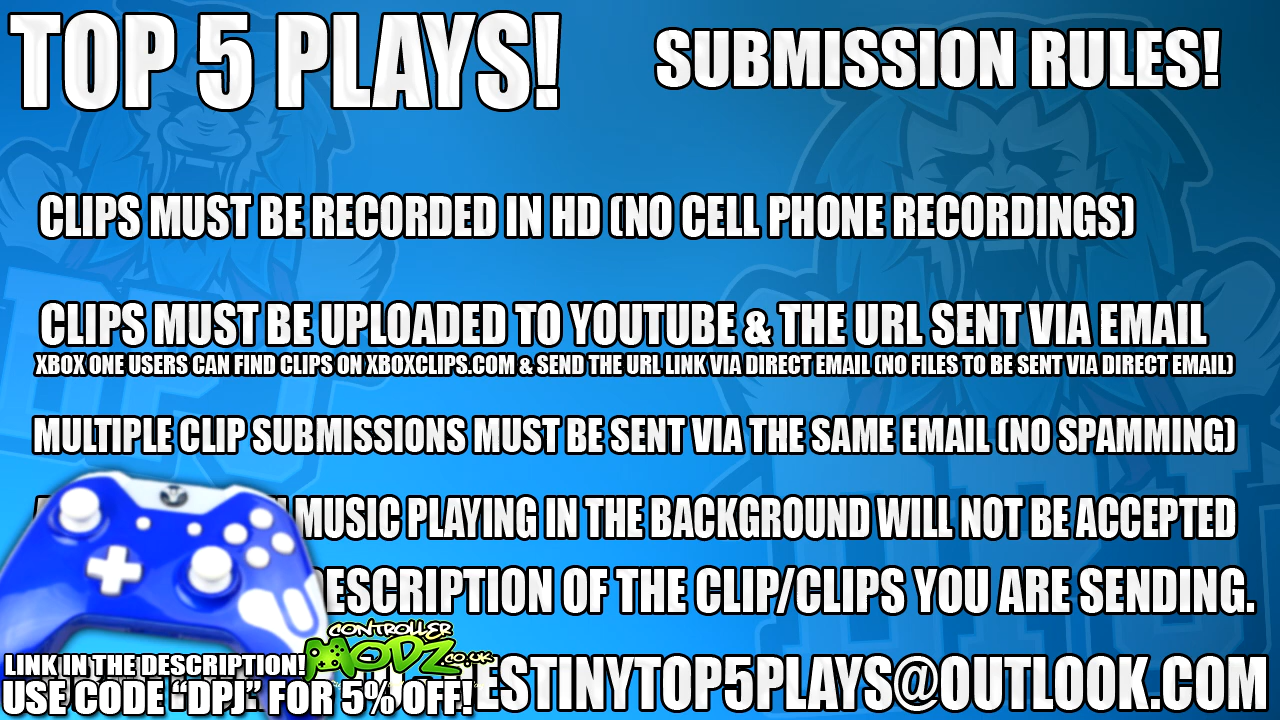 TOP 5 PLAYS!
SUBMISSION RULES!
CLIPS MUST BE RECORDED IN HD (NO CELL PHONE RECORDINGS)
CLIPS MUST BE UPLOADED TO YOUTUBE & THE URL SENT VIA EMAIL
XBOX ONE USERS CAN FIND CLIPS ON XBOXCLIPS.COM & SEND THE URL LINK VIA DIRECT EMAIL (NO FILES TO BE SENT VIA DIRECT EMAIL)
MULTIPLE CLIP SUBMISSIONS MUST BE SENT VIA THE SAME EMAIL (NO SPAMMING)
MUSIC PLAYING IN THE BACKGROUND WILL NOT BE ACCEPTED
ESCRIPTION OF THE CLIP/CLIPS YOU ARE SENDING.
CONTROLLER
MODZ.CO.UK
LINK IN THE DESCRIPTION!
USE CODE “DPJ” FOR 5% OFF!
ESTINYTOP5PLAYS@OUTLOOK.COM
DPJ
DPJ